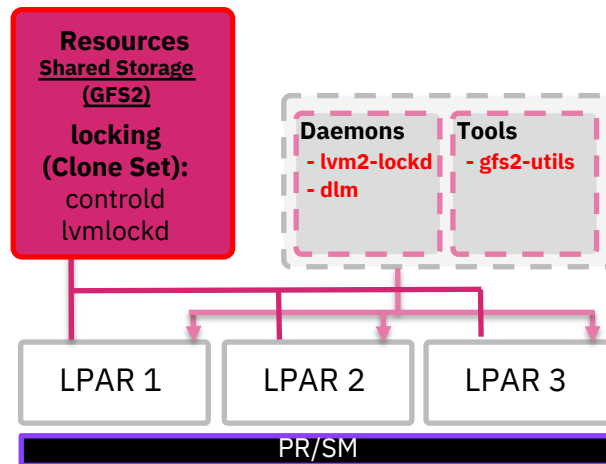 Resources
Shared Storage
(GFS2)
locking
(Clone Set):
controld
lvmlockd
Daemons
- lvm2-lockd
- dlm
Tools
- gfs2-utils
LPAR 1
LPAR 2
LPAR 3
PR/SM